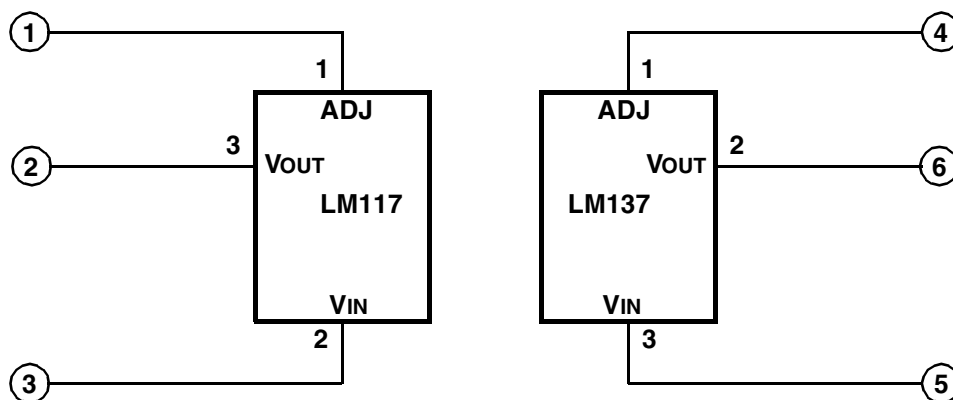 1 4
1 1
ADJ ADJ
3 2
2 VOUT VOUT 6
LM117 LM137
VIN VIN
2 3
3 5